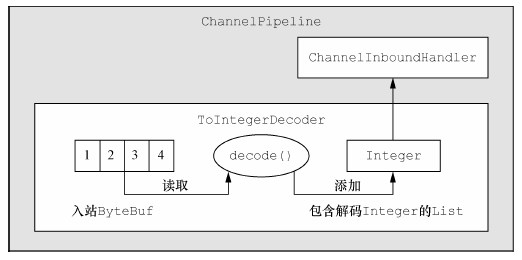 ChannelPipeline
ChannelInboundHandler
ToIntegerDecoder
1 2 3 4
decode()
Integer
读取
添加
入站ByteBuf
包含解码Integer的List